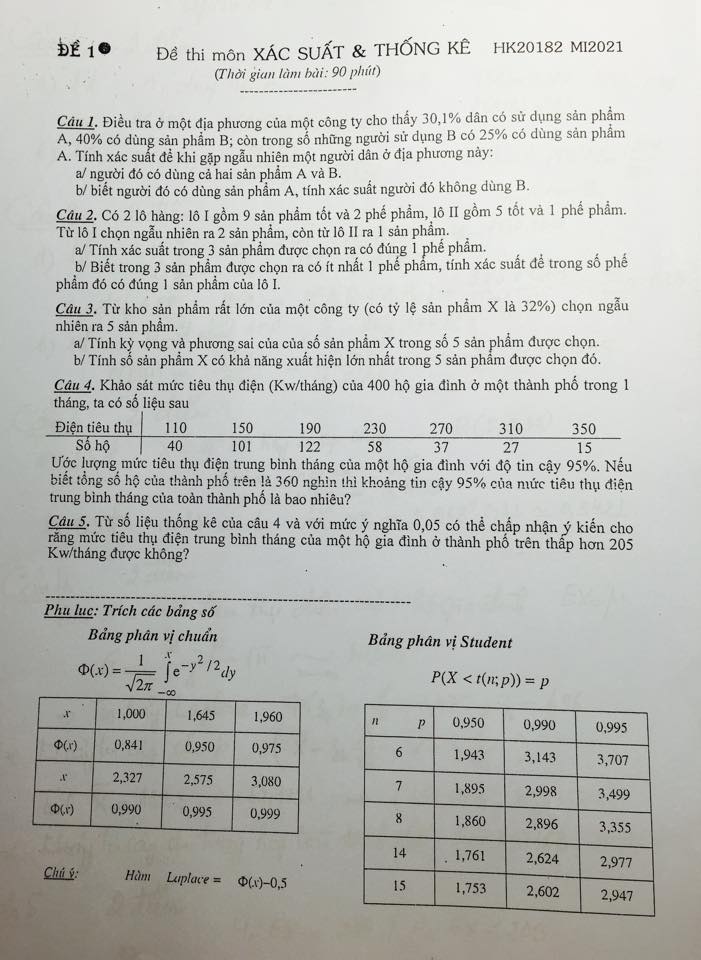 ĐỀ 1 Đề thi môn XÁC SUẤT & THỐNG KÊ HK20182 MI2021
(Thời gian làm bài: 90 phút)
Câu 1. Điều tra ở một địa phương của một công ty cho thấy 30,1% dân có sử dụng sản phẩm
A, 40% có dùng sản phẩm B; còn trong số những người sử dụng B có 25% có dùng sản phẩm
A. Tính xác suất để khi gặp ngẫu nhiên một người dân ở địa phương này:
a/ người đó có dùng cả hai sản phẩm A và B.
b/ biết người đó có dùng sản phẩm A, tính xác suất người đó không dùng B.
Câu 2. Có 2 lô hàng: lô I gồm 9 sản phẩm tốt và 2 phế phẩm, lô II gồm 5 tốt và 1 phế phẩm.
Từ lô I chọn ngẫu nhiên ra 2 sản phẩm, còn từ lô II ra 1 sản phẩm.
a/ Tính xác suất trong 3 sản phẩm được chọn ra có đúng 1 phế phẩm.
b/ Biết trong 3 sản phẩm được chọn ra có ít nhất 1 phế phẩm, tính xác suất để trong số phế
phẩm đó có đúng 1 sản phẩm của lô I.
Câu 3. Từ kho sản phẩm rất lớn của một công ty (có tỷ lệ sản phẩm X là 32%) chọn ngẫu
nhiên ra 5 sản phẩm.
a/ Tính kỳ vọng và phương sai của của số sản phẩm X trong số 5 sản phẩm được chọn.
b/ Tính số sản phẩm X có khả năng xuất hiện lớn nhất trong 5 sản phẩm được chọn đó.
Câu 4. Khảo sát mức tiêu thụ điện (Kw/tháng) của 400 hộ gia đình ở một thành phố trong 1
tháng, ta có số liệu sau
Điện tiêu thụ 110 150 190 230 270 310 350
Số hộ 40 101 122 58 37 27 15
Ước lượng mức tiêu thụ điện trung bình tháng của một hộ gia đình với độ tin cậy 95%. Nếu
biết tổng số hộ của thành phố trên là 360 nghìn thì khoảng tin cậy 95% của mức tiêu thụ điện
trung bình tháng của toàn thành phố là bao nhiêu?
Câu 5. Từ số liệu thống kê của câu 4 và với mức ý nghĩa 0,05 có thể chấp nhận ý kiến cho
rằng mức tiêu thụ điện trung bình tháng của một hộ gia đình ở thành phố trên thấp hơn 205
Kw/tháng được không?
Phu luc: Trích các bảng số
Bảng phân vị chuẩn
Φ(x) = 1/√2π ∫_{-∞}^{x} e^{-y²/2} dy
x 1,000 1,645 1,960
Φ(x) 0,841 0,950 0,975
x 2,327 2,575 3,080
Φ(x) 0,990 0,995 0,999
Chú ý: Hàm Laplace = Φ(x)–0,5
Bảng phân vị Student
P(X < t(n;p)) = p
n p 0,950 0,990 0,995
6 1,943 3,143 3,707
7 1,895 2,998 3,499
8 1,860 2,896 3,355
14 1,761 2,624 2,977
15 1,753 2,602 2,947